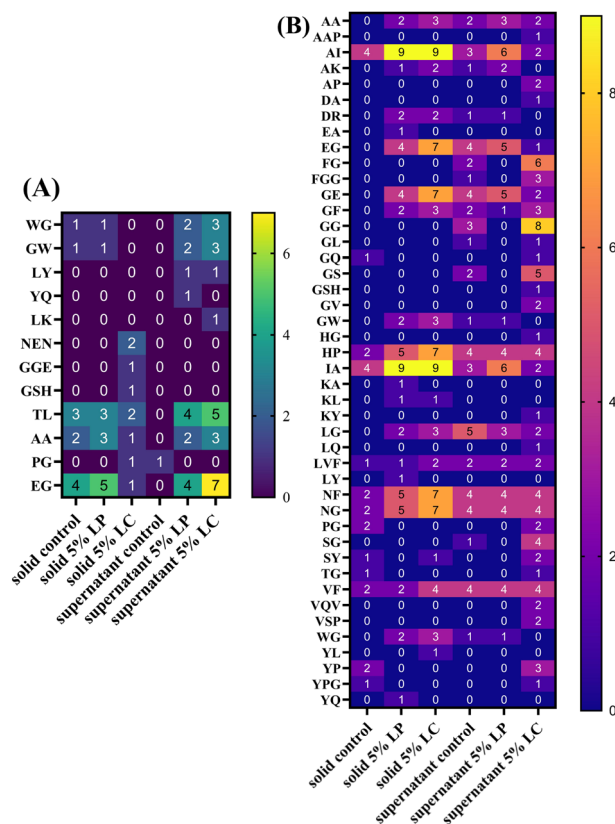 (A)
WG 1 1 0 0 2 3
GW 1 1 0 0 2 3
LY 0 0 0 0 1 1
YQ 0 0 0 0 1 0
LK 0 0 0 0 0 1
NEN 0 0 2 0 0 0
GGE 0 0 1 0 0 0
GSH 0 0 1 0 0 0
TL 3 3 2 0 4 5
AA 2 3 1 0 2 3
PG 0 0 1 1 0 0
EG 4 5 1 0 4 7
solid control
solid 5% LP
solid 5% LC
supernatant control
supernatant 5% LP
supernatant 5% LC
6
4
2
0
(B)
AA 0 2 3 2 3 2
AAP 0 0 0 0 0 1
AI 4 9 9 3 6 2
AK 0 1 2 1 2 0
AP 0 0 0 0 0 2
DA 0 0 0 0 0 1
DR 0 2 2 1 1 0
EA 0 1 0 0 0 0
EG 0 4 7 4 5 1
FG 0 0 0 2 0 6
FGG 0 0 0 1 0 3
GE 0 4 7 4 5 2
GF 0 2 3 2 1 3
GG 0 0 0 3 0 8
GL 0 0 0 1 0 1
GQ 1 0 0 0 0 1
GS 0 0 0 2 0 5
GSH 0 0 0 0 0 1
GV 0 0 0 0 0 2
GW 0 2 3 1 1 0
HG 0 0 0 0 0 1
HP 2 5 7 4 4 4
IA 4 9 9 3 6 2
KA 0 1 0 0 0 0
KL 0 1 1 0 0 0
KY 0 0 0 0 0 1
LG 0 2 3 5 3 2
LQ 0 0 0 0 0 1
LVF 1 1 2 2 2 2
LY 0 1 0 0 0 0
NF 2 5 7 4 4 4
NG 2 5 7 4 4 4
PG 2 0 0 0 0 2
SG 0 0 0 1 0 4
SY 1 0 1 0 0 2
TG 1 0 0 0 0 1
VF 2 2 4 4 4 4
VQV 0 0 0 0 0 2
VSP 0 0 0 0 0 2
WG 0 2 3 1 1 0
YL 0 0 1 0 0 0
YP 2 0 0 0 0 3
YPG 1 0 0 0 0 1
YQ 0 1 0 0 0 0
solid control
solid 5% LP
solid 5% LC
supernatant control
supernatant 5% LP
supernatant 5% LC
8
6
4
2
0